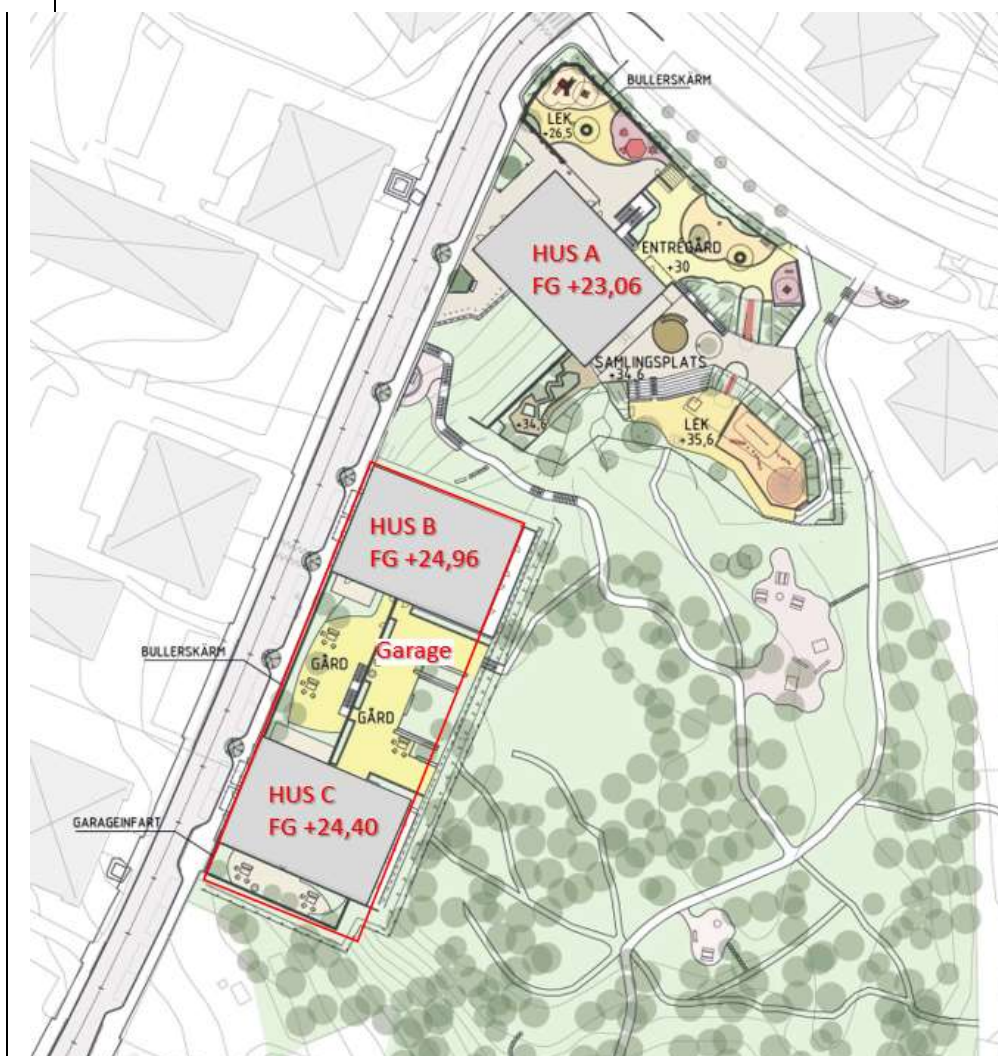 BULLERSKÄRM
LEK
+26,5
HUS A
FG +23,06
ENTRÉGÅRD
+30
SAMLINGSPLATS
+34,6
+34,6
LEK
+35,6
HUS B
FG +24,96
BULLERSKÄRM
Garage
GÅRD
GÅRD
HUS C
FG +24,40
GARAGEINFART